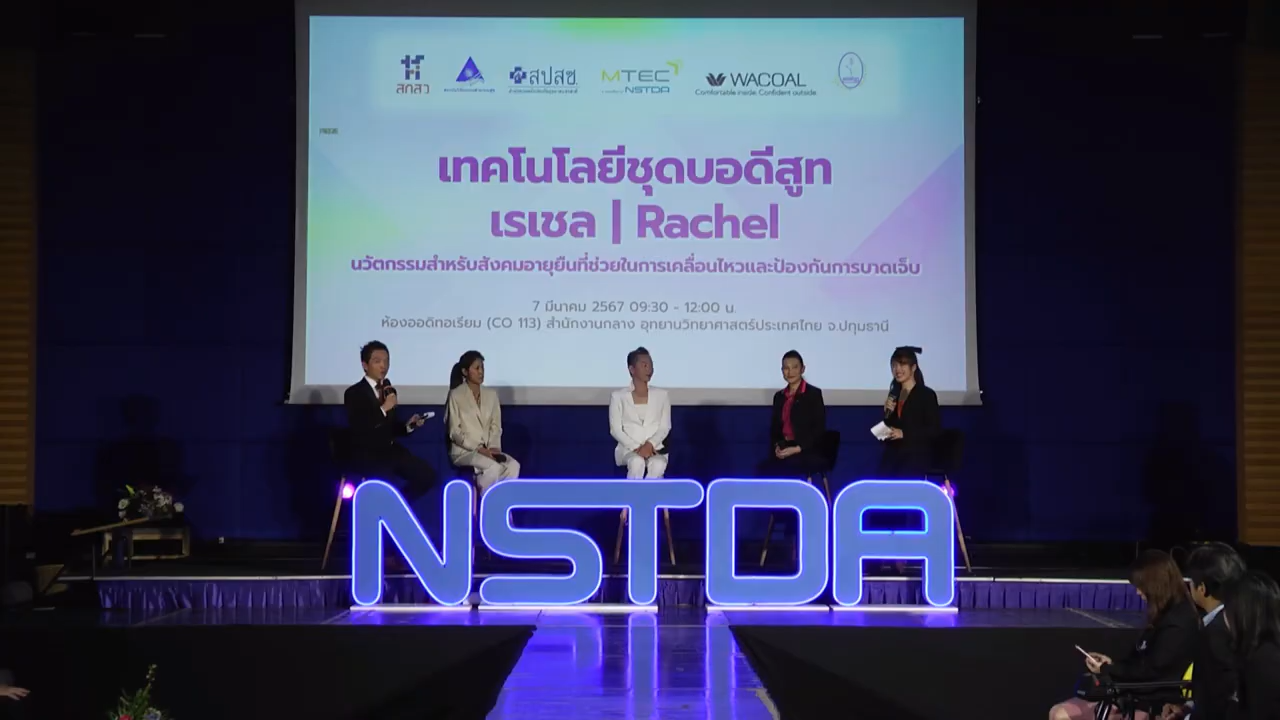 สกสว
สปสช.
MTEC
NSTDA
WACOAL
Comfortable inside. Confident outside.
เทคโนโลยีชุดบอดีสูท
เรเชล | Rachel
นวัตกรรมสำหรับสังคมอายุยืนที่ช่วยในการเคลื่อนไหวและป้องกันการบาดเจ็บ
7 มีนาคม 2567 09:30 - 12:00 น.
ห้องออดิทอเรียม (CO 113) สำนักงานกลาง อุทยานวิทยาศาสตร์ประเทศไทย จ.ปทุมธานี
NSTDA